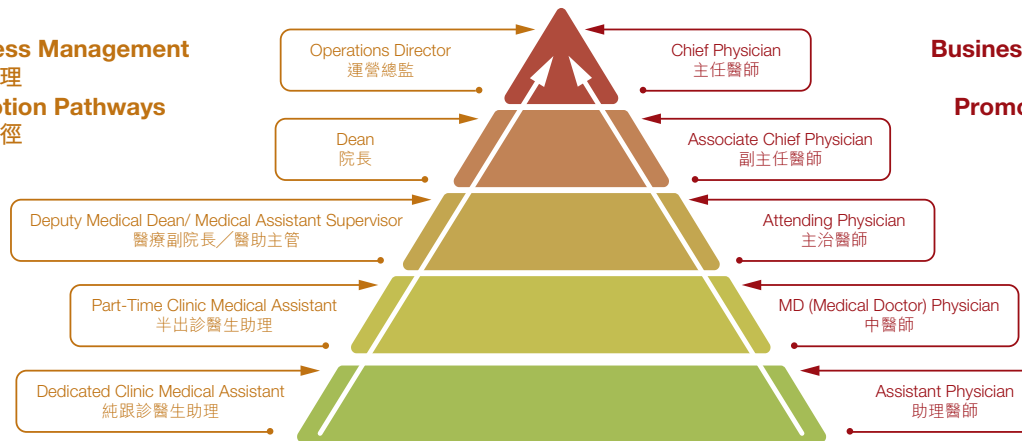 ess Management
理
otion Pathways
徑
Operations Director
運營總監
Dean
院長
Deputy Medical Dean/ Medical Assistant Supervisor
醫療副院長／醫助主管
Part-Time Clinic Medical Assistant
半出診醫生助理
Dedicated Clinic Medical Assistant
純跟診醫生助理
Busines
Promo
Chief Physician
主任醫師
Associate Chief Physician
副主任醫師
Attending Physician
主治醫師
MD (Medical Doctor) Physician
中醫師
Assistant Physician
助理醫師